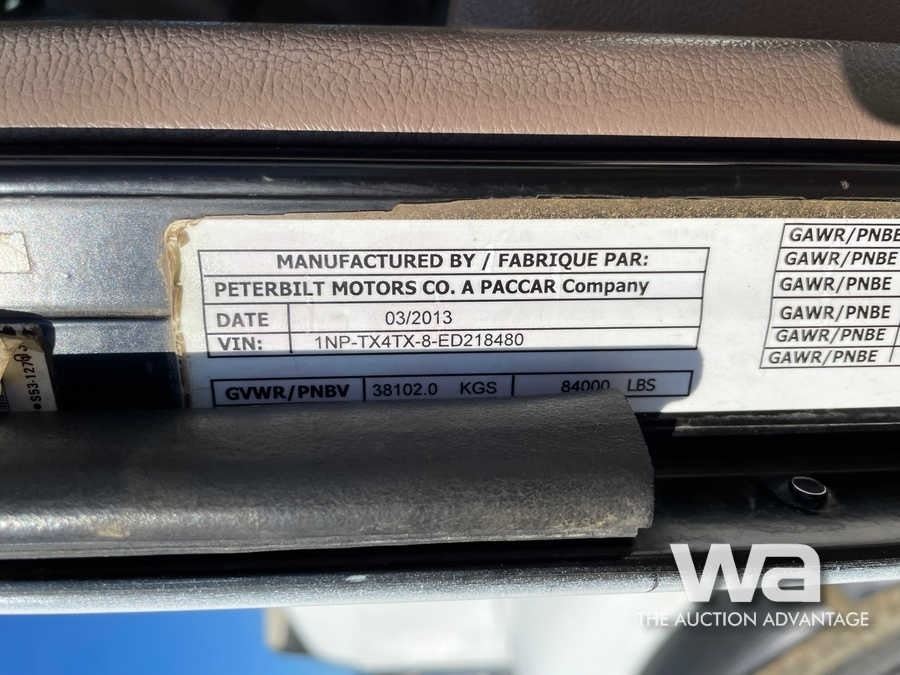 MANUFACTURED BY / FABRIQUE PAR:
PETERBILT MOTORS CO. A PACCAR Company
DATE 03/2013
VIN: 1NP-TX4TX-8-ED218480
GVWR/PNBV 38102.0 KGS 84000 LBS
GAWR/PNBE
GAWR/PNBE
GAWR/PNBE
GAWR/PNBE
GAWR/PNBE
GAWR/PNBE
wa
THE AUCTION ADVANTAGE